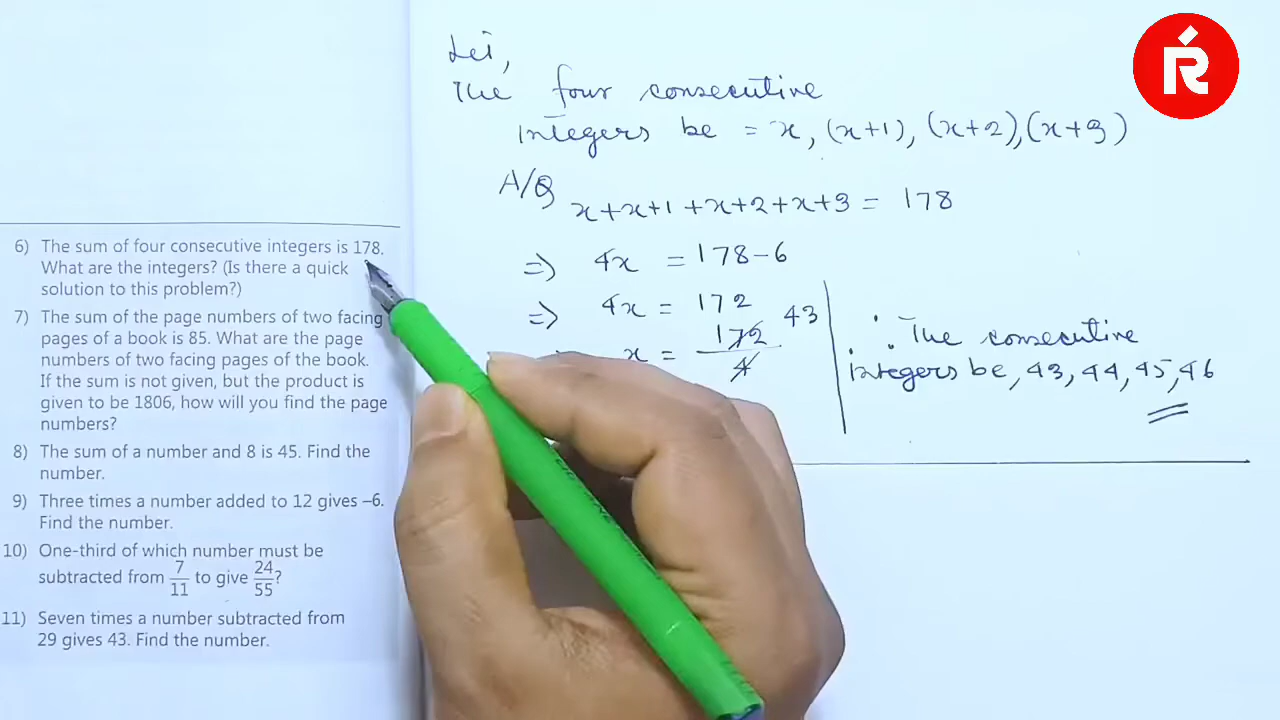 6) The sum of four consecutive integers is 178.
What are the integers? (Is there a quick
solution to this problem?)
7) The sum of the page numbers of two facing
pages of a book is 85. What are the page
numbers of two facing pages of the book.
If the sum is not given, but the product is
given to be 1806, how will you find the page
numbers?
8) The sum of a number and 8 is 45. Find the
number.
9) Three times a number added to 12 gives –6.
Find the number.
10) One-third of which number must be
subtracted from 7/11 to give 24/55?
11) Seven times a number subtracted from
29 gives 43. Find the number.
Let,
The four consecutive
integers be = x, (x+1), (x+2), (x+3)
A/Q
x+x+1+x+2+x+3 = 178
=> 4x = 178-6
=> 4x = 172
x = 172/4 43
∴ The consecutive
integers be, 43, 44, 45, 46
R